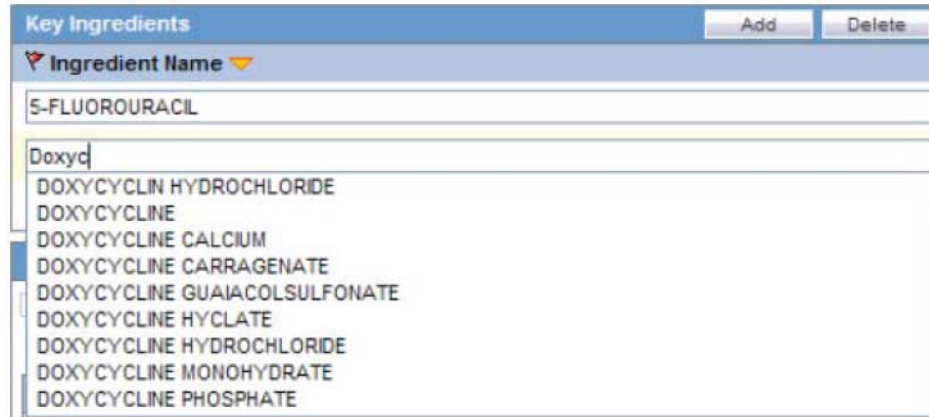 Key Ingredients Add Delete
Ingredient Name
5-FLUOROURACIL
Doxyc
DOXYCYCLIN HYDROCHLORIDE
DOXYCYCLINE
DOXYCYCLINE CALCIUM
DOXYCYCLINE CARRAGENATE
DOXYCYCLINE GUAIACOLSULFONATE
DOXYCYCLINE HYCLATE
DOXYCYCLINE HYDROCHLORIDE
DOXYCYCLINE MONOHYDRATE
DOXYCYCLINE PHOSPHATE